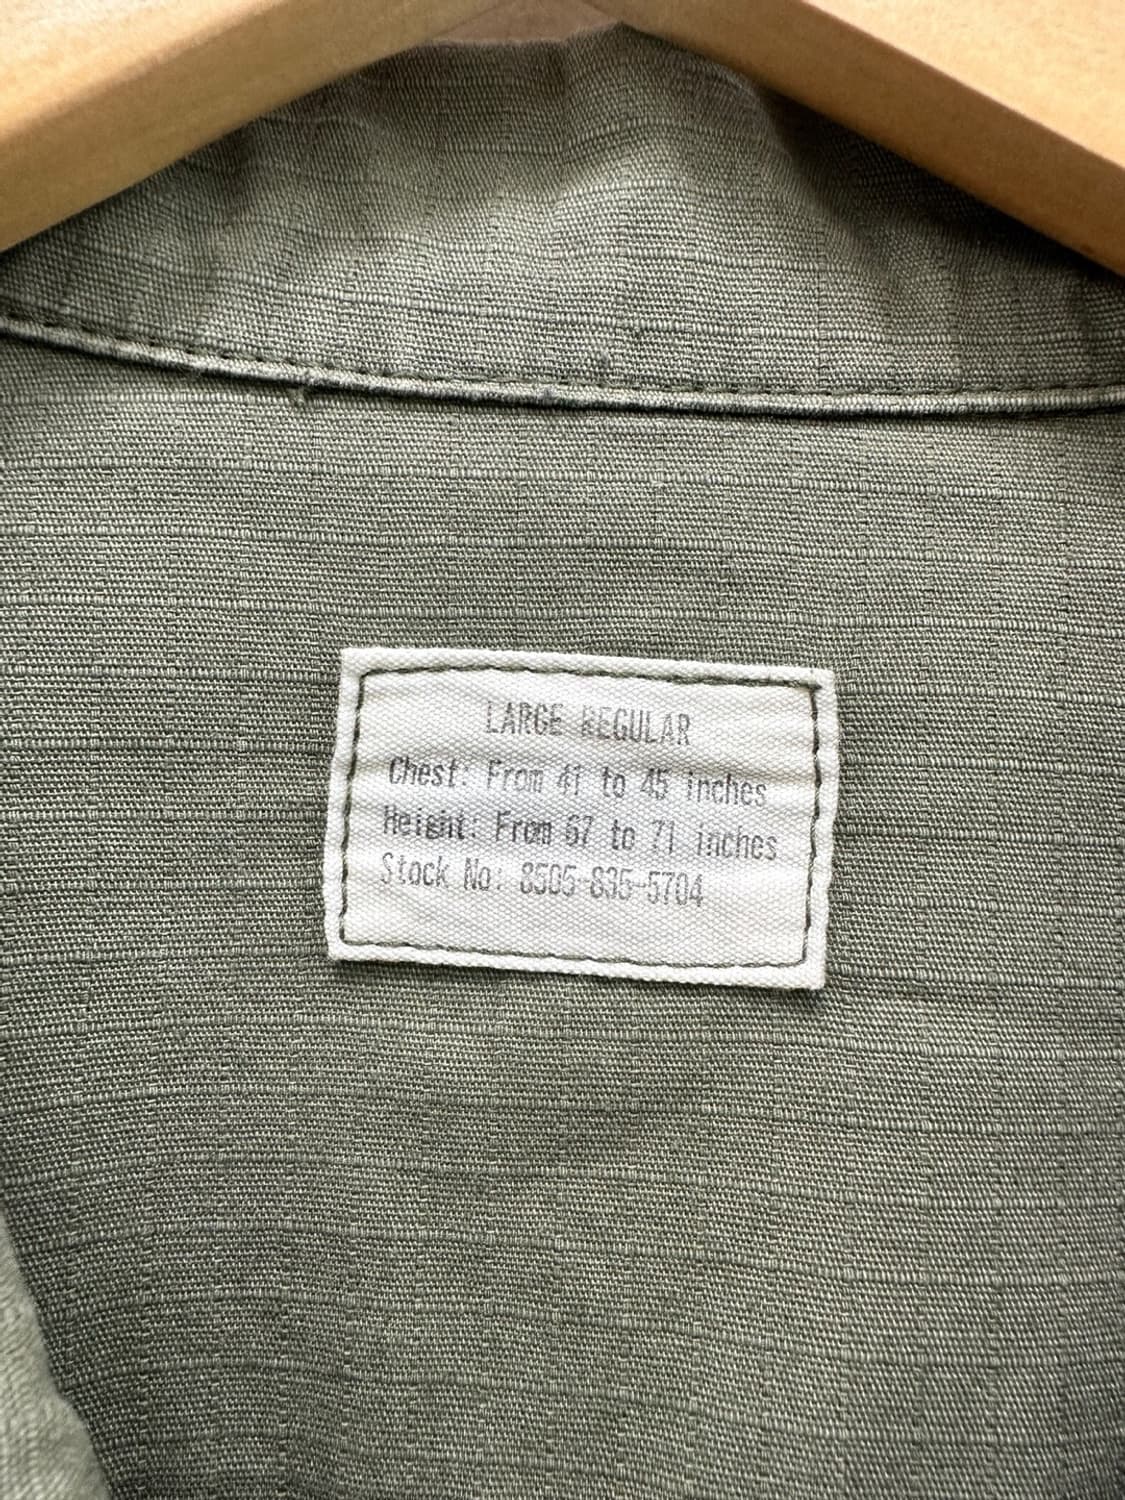 LARGE REGULAR
Chest: From 41 to 45 inches
Height: From 67 to 71 inches
Stock No: 8505-835-5704